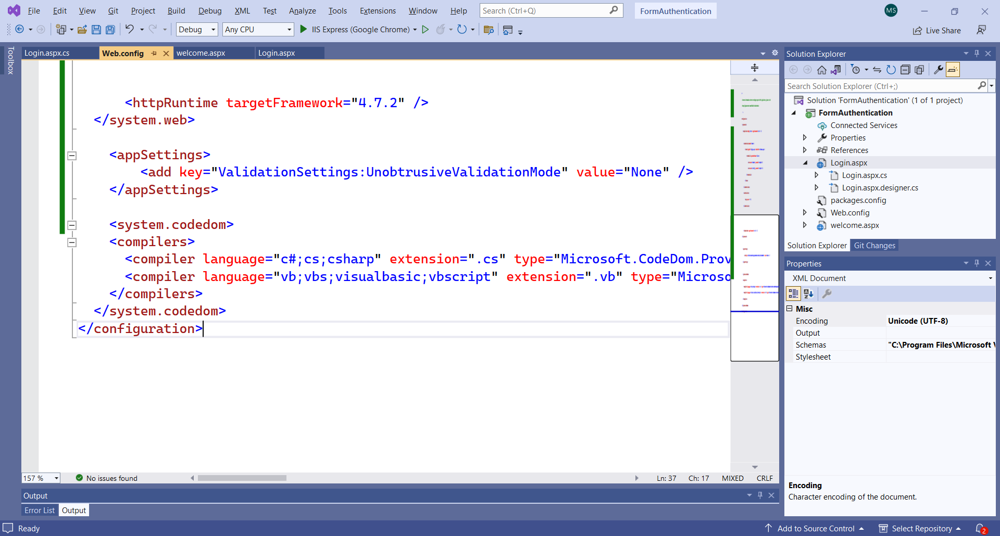 File Edit View Git Project Build Debug XML Test Analyze Tools Extensions Window Help Search (Ctrl+Q) FormAuthentication MS
Debug Any CPU IIS Express (Google Chrome) Live Share
Toolbox
Login.aspx.cs Web.config welcome.aspx Login.aspx
<httpRuntime targetFramework="4.7.2" />
</system.web>
<appSettings>
<add key="ValidationSettings:UnobtrusiveValidationMode" value="None" />
</appSettings>
<system.codedom>
<compilers>
<compiler language="c#;cs;csharp" extension=".cs" type="Microsoft.CodeDom.Prov
<compiler language="vb;vbs;visualbasic;vbscript" extension=".vb" type="Microso
</compilers>
</system.codedom>
</configuration>
157 % No issues found Ln: 37 Ch: 17 MIXED CRLF
Output
Error List Output
Solution Explorer
Search Solution Explorer (Ctrl+;)
Solution 'FormAuthentication' (1 of 1 project)
FormAuthentication
Connected Services
Properties
References
Login.aspx
Login.aspx.cs
Login.aspx.designer.cs
packages.config
Web.config
welcome.aspx
Solution Explorer Git Changes
Properties
XML Document
Misc
Encoding Unicode (UTF-8)
Output
Schemas "C:\Program Files\Microsoft V
Stylesheet
Encoding
Character encoding of the document.
Ready Add to Source Control Select Repository 2